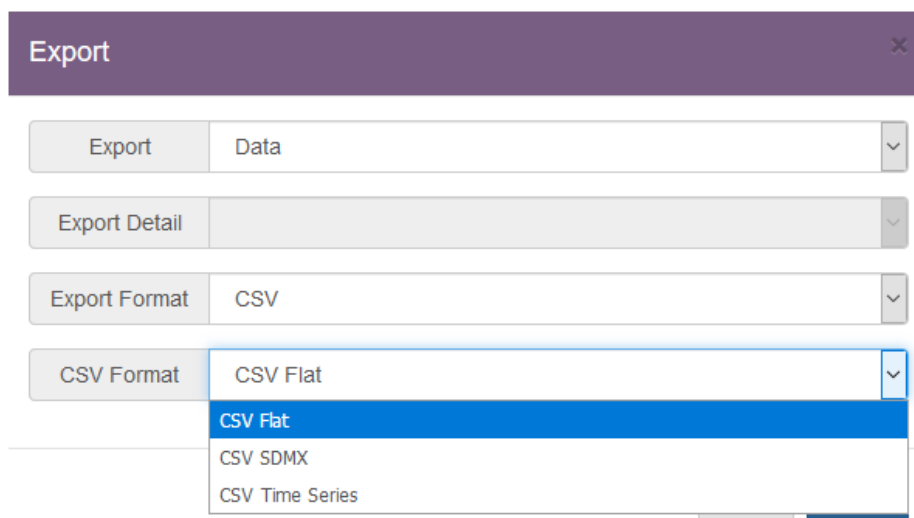 Export
Export Data
Export Detail
Export Format CSV
CSV Format CSV Flat
CSV Flat
CSV SDMX
CSV Time Series